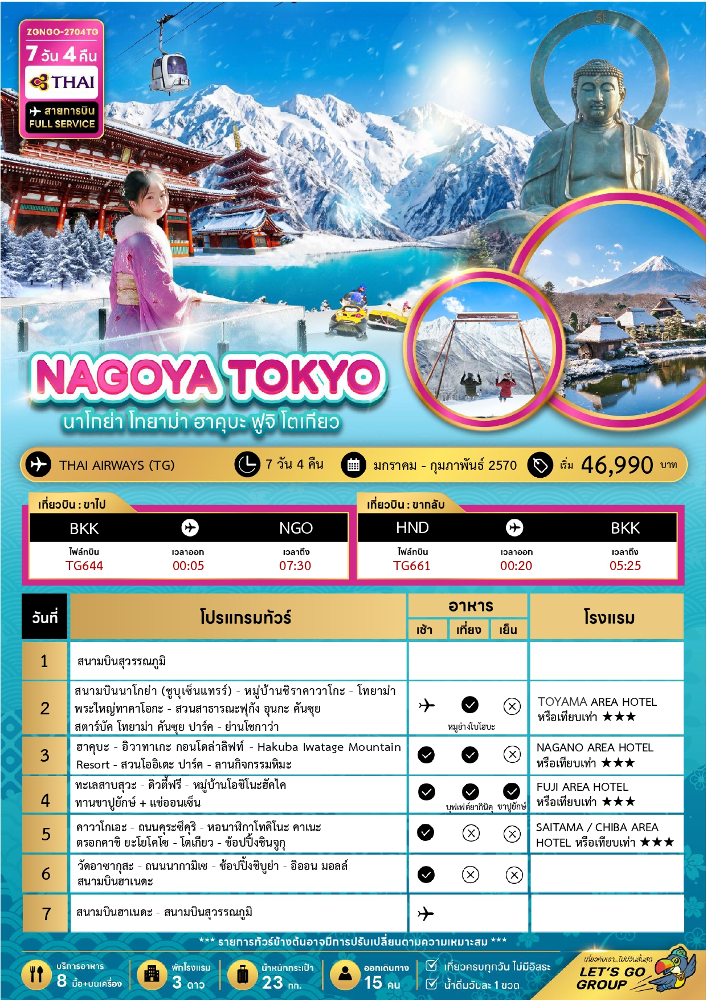 ZGNGO-2704TG
7 วัน 4 คืน
THAI
สายการบิน
FULL SERVICE
NAGOYA TOKYO
นาโกย่า โทยาม่า ฮาคุบะ ฟูจิ โตเกียว
THAI AIRWAYS (TG) 7 วัน 4 คืน มกราคม - กุมภาพันธ์ 2570 เริ่ม 46,990 บาท
เที่ยวบิน : ขาไป
BKK NGO
ไฟล์ทบิน เวลาออก เวลาถึง
TG644 00:05 07:30
เที่ยวบิน : ขากลับ
HND BKK
ไฟล์ทบิน เวลาออก เวลาถึง
TG661 00:20 05:25
วันที่ โปรแกรมทัวร์ อาหาร โรงแรม
เช้า เที่ยง เย็น
1 สนามบินสุวรรณภูมิ
2 สนามบินนาโกย่า (ชูบุเซ็นแทรร์) - หมู่บ้านชิราคาวาโกะ - โทยาม่า
พระใหญ่ทาคาโอกะ - สวนสาธารณะฟุกัง อุนกะ คันซุย
สตาร์บัค โทยาม่า คันซุย ปาร์ค - ย่านโชกาว่า
หมูย่างใบโฮบะ
TOYAMA AREA HOTEL
หรือเทียบเท่า ★★★
3 ฮาคุบะ - อิวาทาเกะ กอนโดล่าลิฟท์ - Hakuba Iwatage Mountain
Resort - สวนโออิเดะ ปาร์ค - ลานกิจกรรมหิมะ
NAGANO AREA HOTEL
หรือเทียบเท่า ★★★
4 ทะเลสาบสุวะ - ดิวตี้ฟรี - หมู่บ้านโอชิโนะฮัคไค
ทานขาปูยักษ์ + แช่ออนเซ็น
บุฟเฟต์ยากินิคุ ขาปูยักษ์
FUJI AREA HOTEL
หรือเทียบเท่า ★★★
5 คาวาโกเอะ - ถนนคุระซึคุริ - หอนาฬิกาโทคิโนะ คาเนะ
ตรอกคาชิ ยะโยโคโช - โตเกียว - ช้อปปิ้งชินจูกุ
SAITAMA / CHIBA AREA
HOTEL หรือเทียบเท่า ★★★
6 วัดอาซากุสะ - ถนนนากามิเซ - ช้อปปิ้งชิบูย่า - อิออน มอลล์
สนามบินฮาเนดะ
7 สนามบินฮาเนดะ - สนามบินสุวรรณภูมิ
*** รายการทัวร์ข้างต้นอาจมีการปรับเปลี่ยนตามความเหมาะสม ***
บริการอาหาร
8 มื้อ+บนเครื่อง
พักโรงแรม
3 ดาว
น้ำหนักกระเป๋า
23 กก.
ออกเดินทาง
15 คน
เที่ยวครบทุกวัน ไม่มีอิสระ
น้ำดื่มวันละ 1 ขวด
เที่ยวกับเรา...ไม่มีวันสิ้นสุด
LET'S GO
GROUP